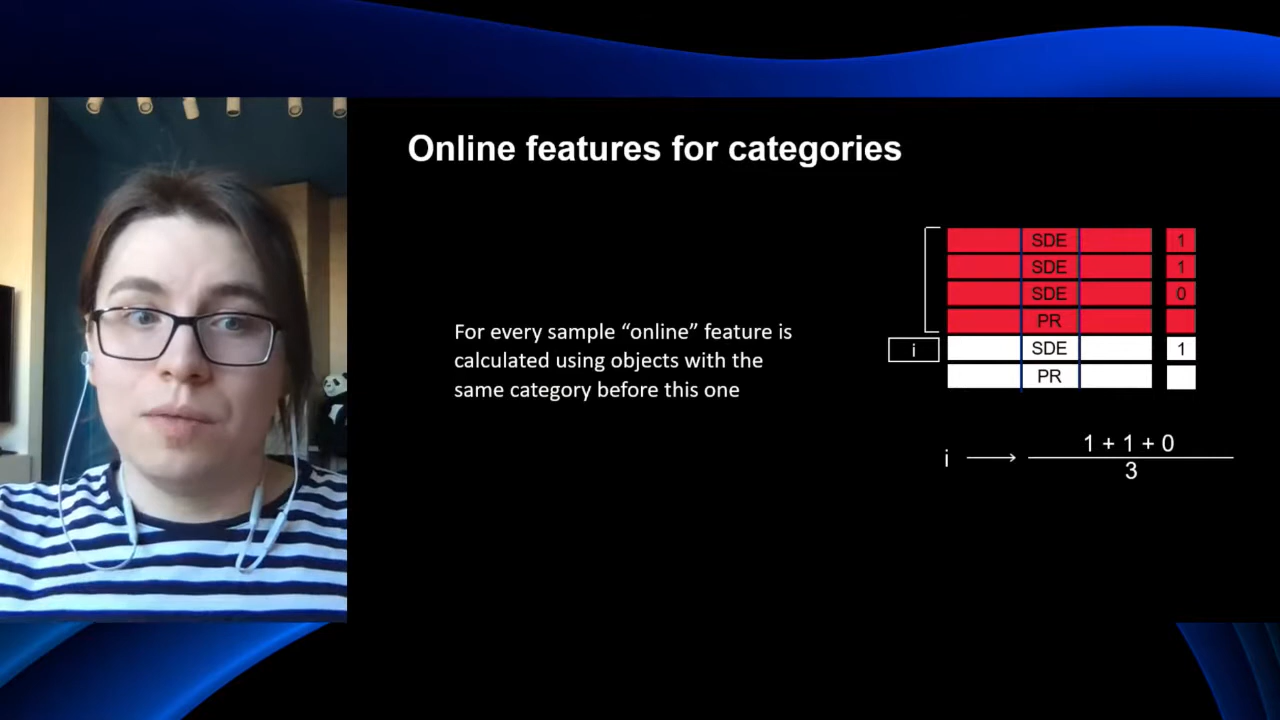 Online features for categories
For every sample “online” feature is
calculated using objects with the
same category before this one
SDE 1
SDE 1
SDE 0
PR
i SDE 1
PR
i → 1 + 1 + 0
3